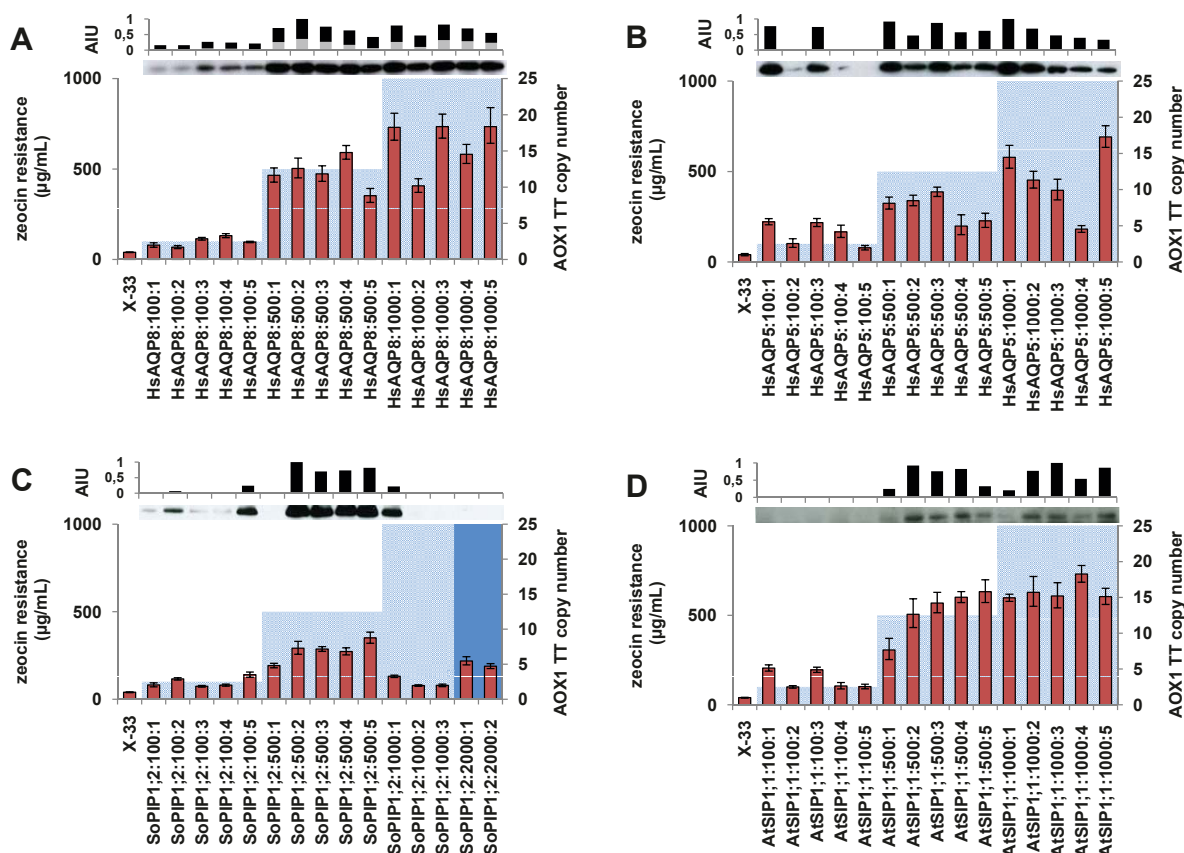 A
AIU
1
0,5
0
zeocin resistance
(µg/mL)
1000
500
0
25
20
15
10
5
0
AOX1 TT copy number
X-33
HsAQP8:100:1
HsAQP8:100:2
HsAQP8:100:3
HsAQP8:100:4
HsAQP8:100:5
HsAQP8:500:1
HsAQP8:500:2
HsAQP8:500:3
HsAQP8:500:4
HsAQP8:500:5
HsAQP8:1000:1
HsAQP8:1000:2
HsAQP8:1000:3
HsAQP8:1000:4
HsAQP8:1000:5
B
AIU
1
0,5
0
zeocin resistance
(µg/mL)
1000
500
0
25
20
15
10
5
0
AOX1 TT copy number
X-33
HsAQP5:100:1
HsAQP5:100:2
HsAQP5:100:3
HsAQP5:100:4
HsAQP5:100:5
HsAQP5:500:1
HsAQP5:500:2
HsAQP5:500:3
HsAQP5:500:4
HsAQP5:500:5
HsAQP5:1000:1
HsAQP5:1000:2
HsAQP5:1000:3
HsAQP5:1000:4
HsAQP5:1000:5
C
AIU
1
0,5
0
zeocin resistance
(µg/mL)
1000
500
0
25
20
15
10
5
0
AOX1 TT copy number
X-33
SoPIP1;2:100:1
SoPIP1;2:100:2
SoPIP1;2:100:3
SoPIP1;2:100:4
SoPIP1;2:100:5
SoPIP1;2:500:1
SoPIP1;2:500:2
SoPIP1;2:500:3
SoPIP1;2:500:4
SoPIP1;2:500:5
SoPIP1;2:1000:1
SoPIP1;2:1000:2
SoPIP1;2:1000:3
SoPIP1;2:2000:1
SoPIP1;2:2000:2
D
AIU
1
0,5
0
zeocin resistance
(µg/mL)
1000
500
0
25
20
15
10
5
0
AOX1 TT copy number
X-33
AtSIP1;1:100:1
AtSIP1;1:100:2
AtSIP1;1:100:3
AtSIP1;1:100:4
AtSIP1;1:100:5
AtSIP1;1:500:1
AtSIP1;1:500:2
AtSIP1;1:500:3
AtSIP1;1:500:4
AtSIP1;1:500:5
AtSIP1;1:1000:1
AtSIP1;1:1000:2
AtSIP1;1:1000:3
AtSIP1;1:1000:4
AtSIP1;1:1000:5